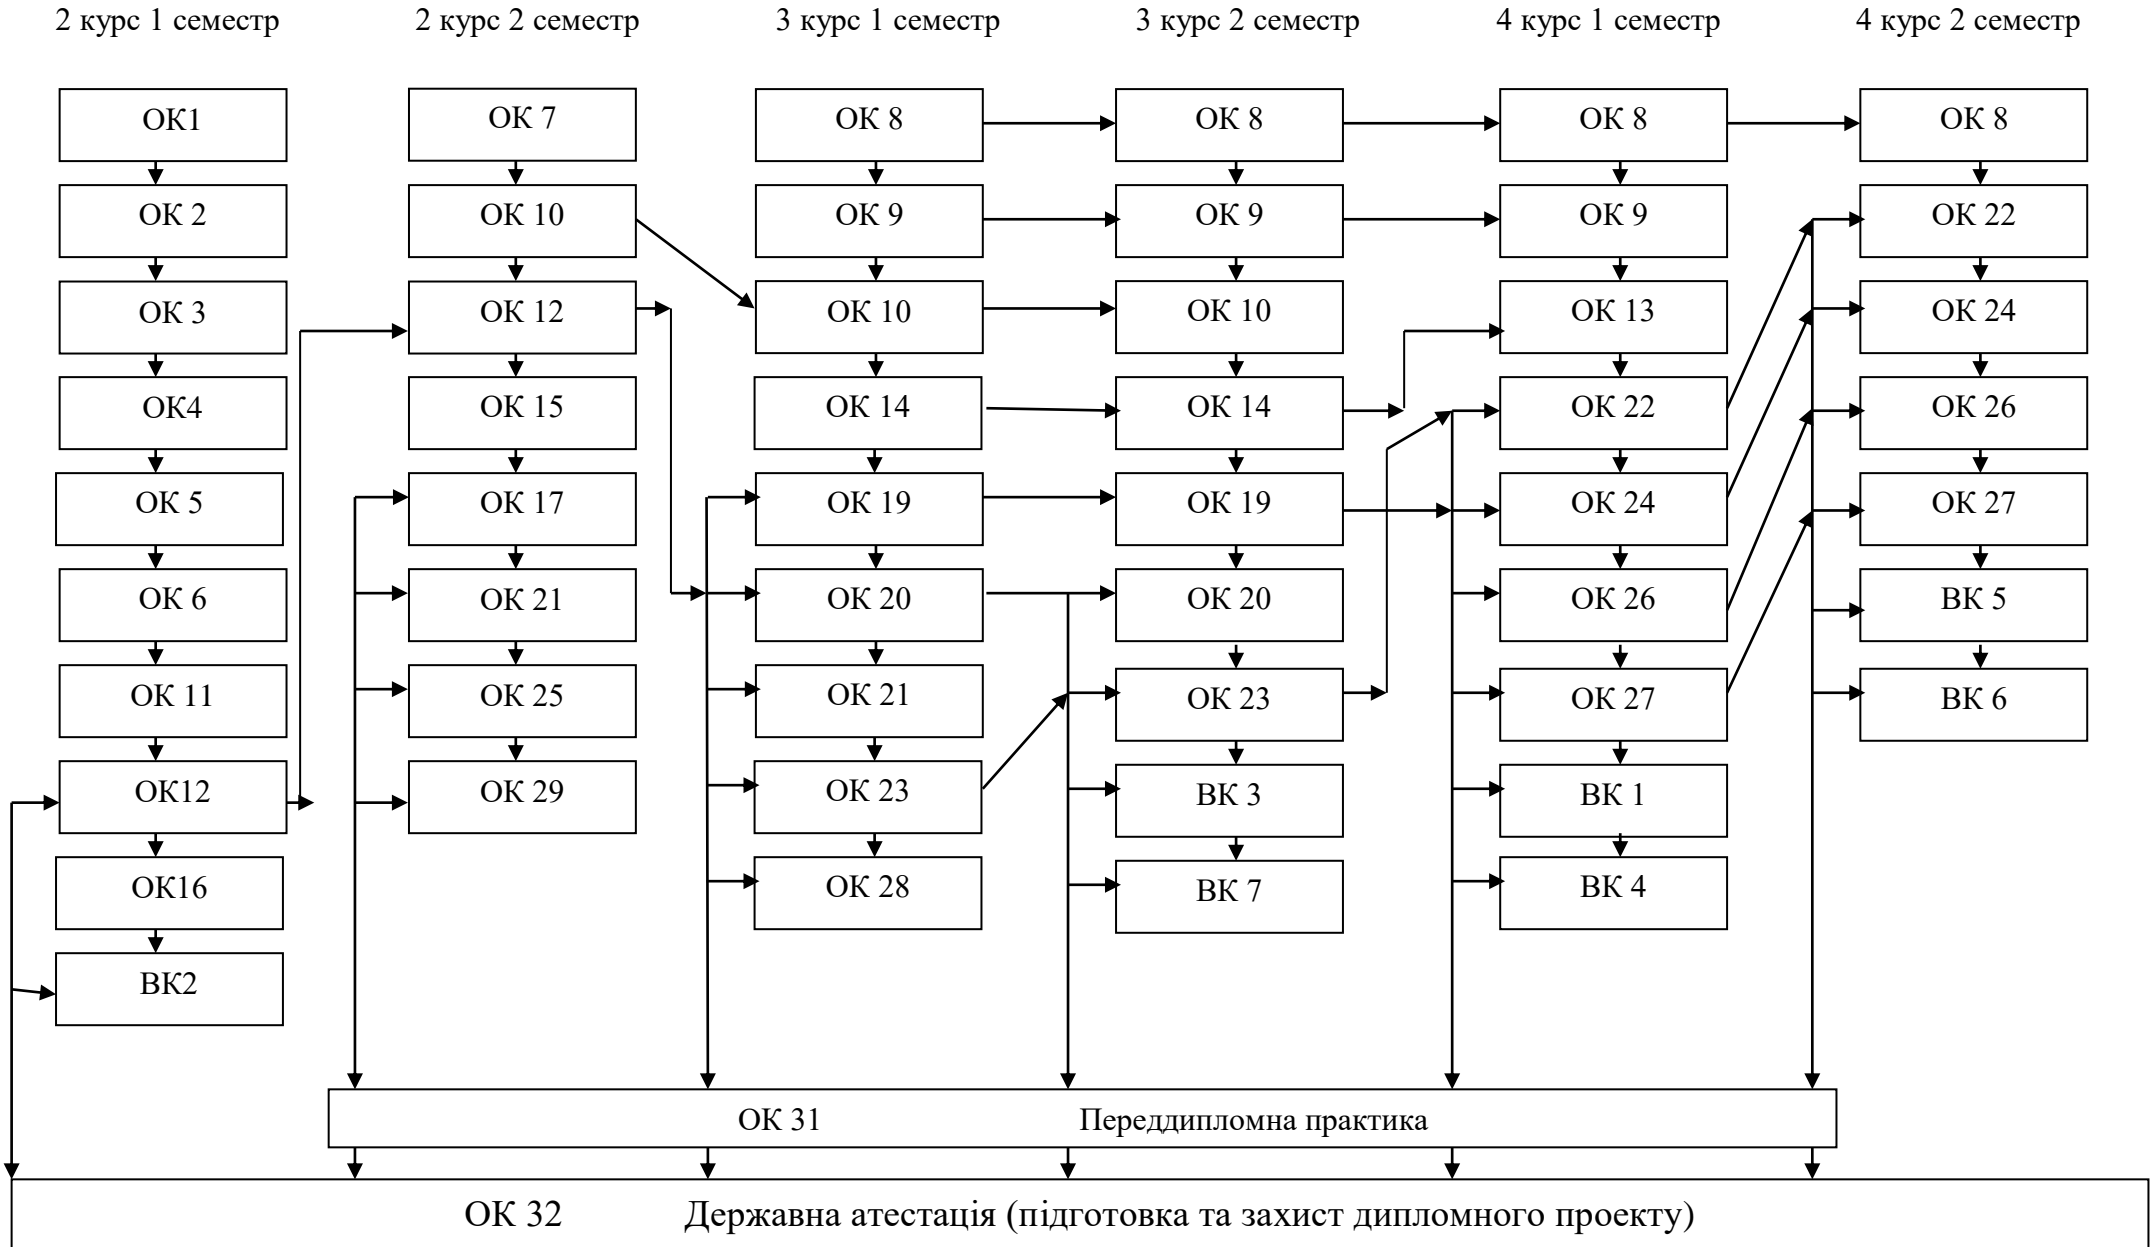 2 курс 1 семестр 2 курс 2 семестр 3 курс 1 семестр 3 курс 2 семестр 4 курс 1 семестр 4 курс 2 семестр
ОК1 ОК 7 ОК 8 ОК 8 ОК 8 ОК 8
ОК 2 ОК 10 ОК 9 ОК 9 ОК 9 ОК 22
ОК 3 ОК 12 ОК 10 ОК 10 ОК 13 ОК 24
ОК4 ОК 15 ОК 14 ОК 14 ОК 22 ОК 26
ОК 5 ОК 17 ОК 19 ОК 19 ОК 24 ОК 27
ОК 6 ОК 21 ОК 20 ОК 20 ОК 26 ВК 5
ОК 11 ОК 25 ОК 21 ОК 23 ОК 27 ВК 6
ОК12 ОК 29 ОК 23 ВК 3 ВК 1
ОК16 ОК 28 ВК 7 ВК 4
ВК2
ОК 31 Переддипломна практика
ОК 32 Державна атестація (підготовка та захист дипломного проекту)